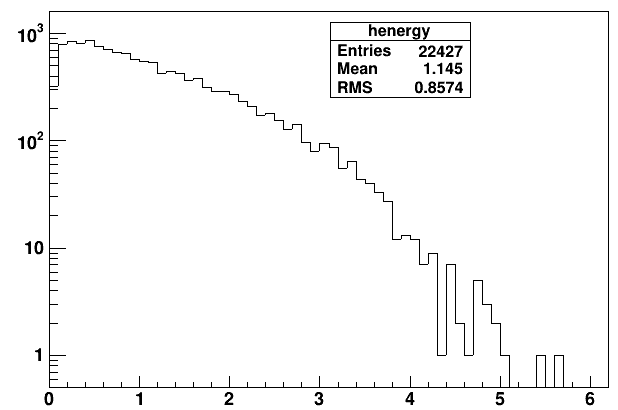 henergy
Entries 22427
Mean 1.145
RMS 0.8574
10³
10²
10
1
0 1 2 3 4 5 6